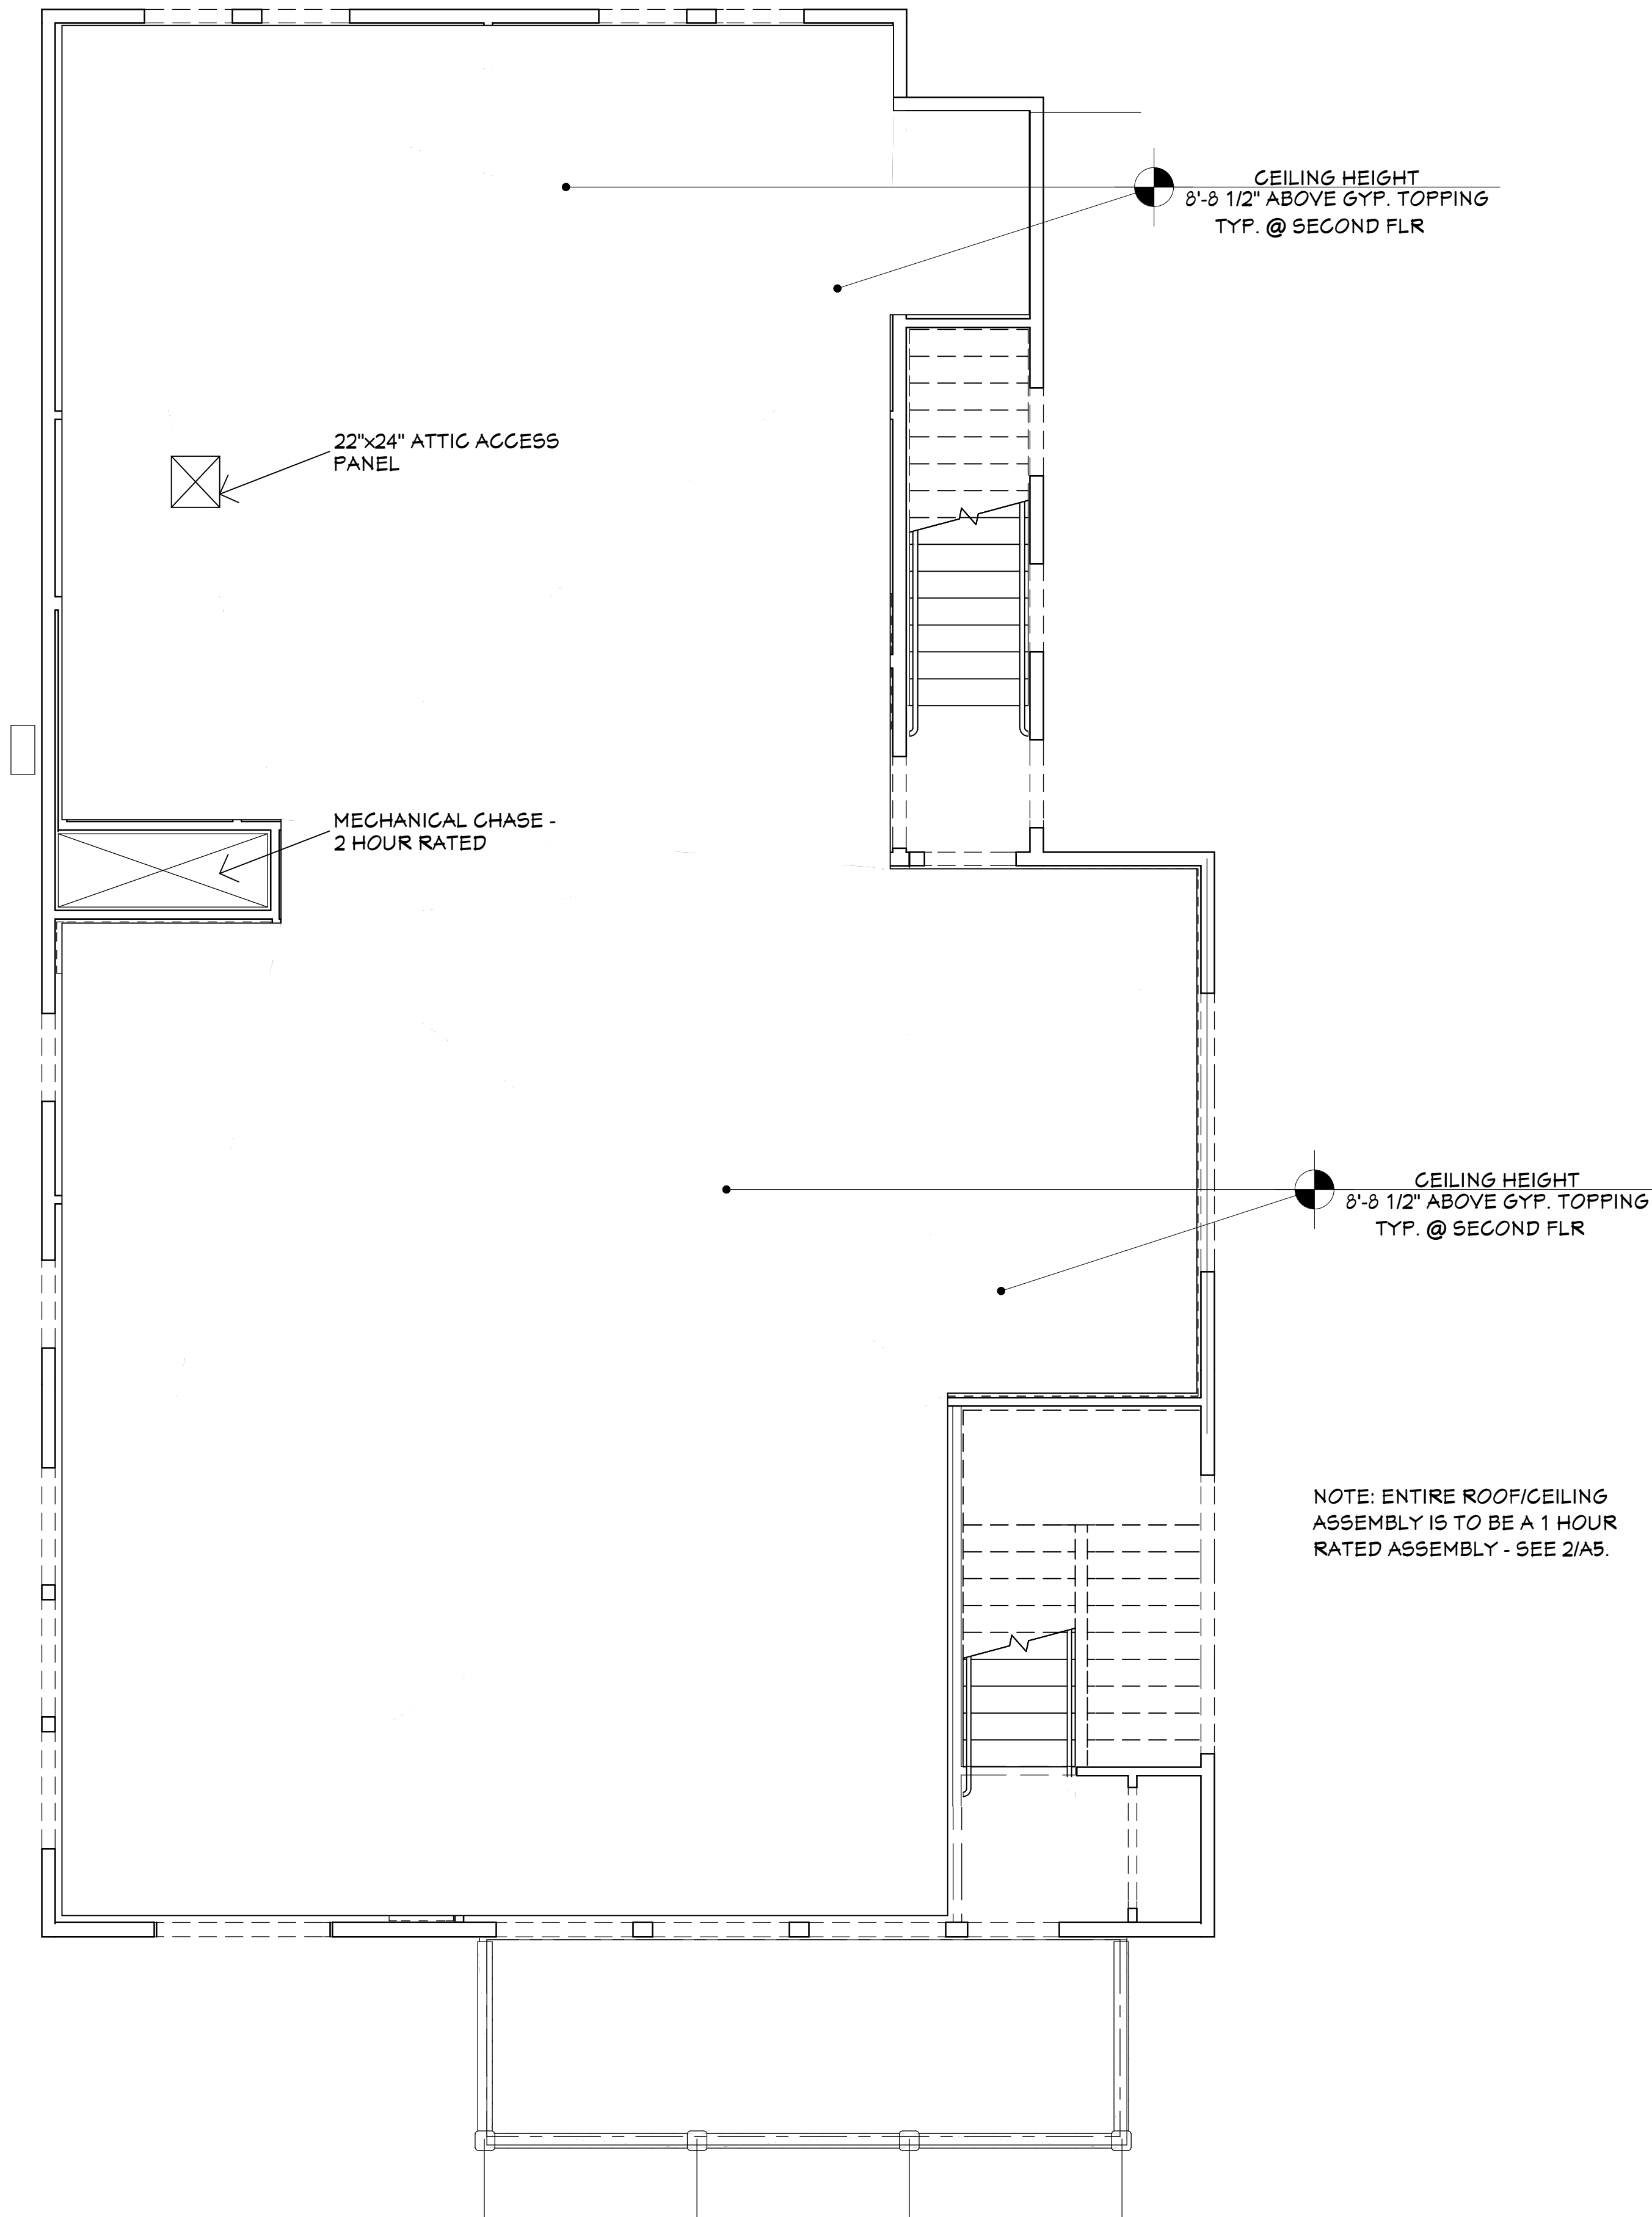 CEILING HEIGHT
8'-8 1/2" ABOVE GYP. TOPPING
TYP. @ SECOND FLR
22"x24" ATTIC ACCESS
PANEL
MECHANICAL CHASE -
2 HOUR RATED
CEILING HEIGHT
8'-8 1/2" ABOVE GYP. TOPPING
TYP. @ SECOND FLR
NOTE: ENTIRE ROOF/CEILING
ASSEMBLY IS TO BE A 1 HOUR
RATED ASSEMBLY - SEE 2/A5.